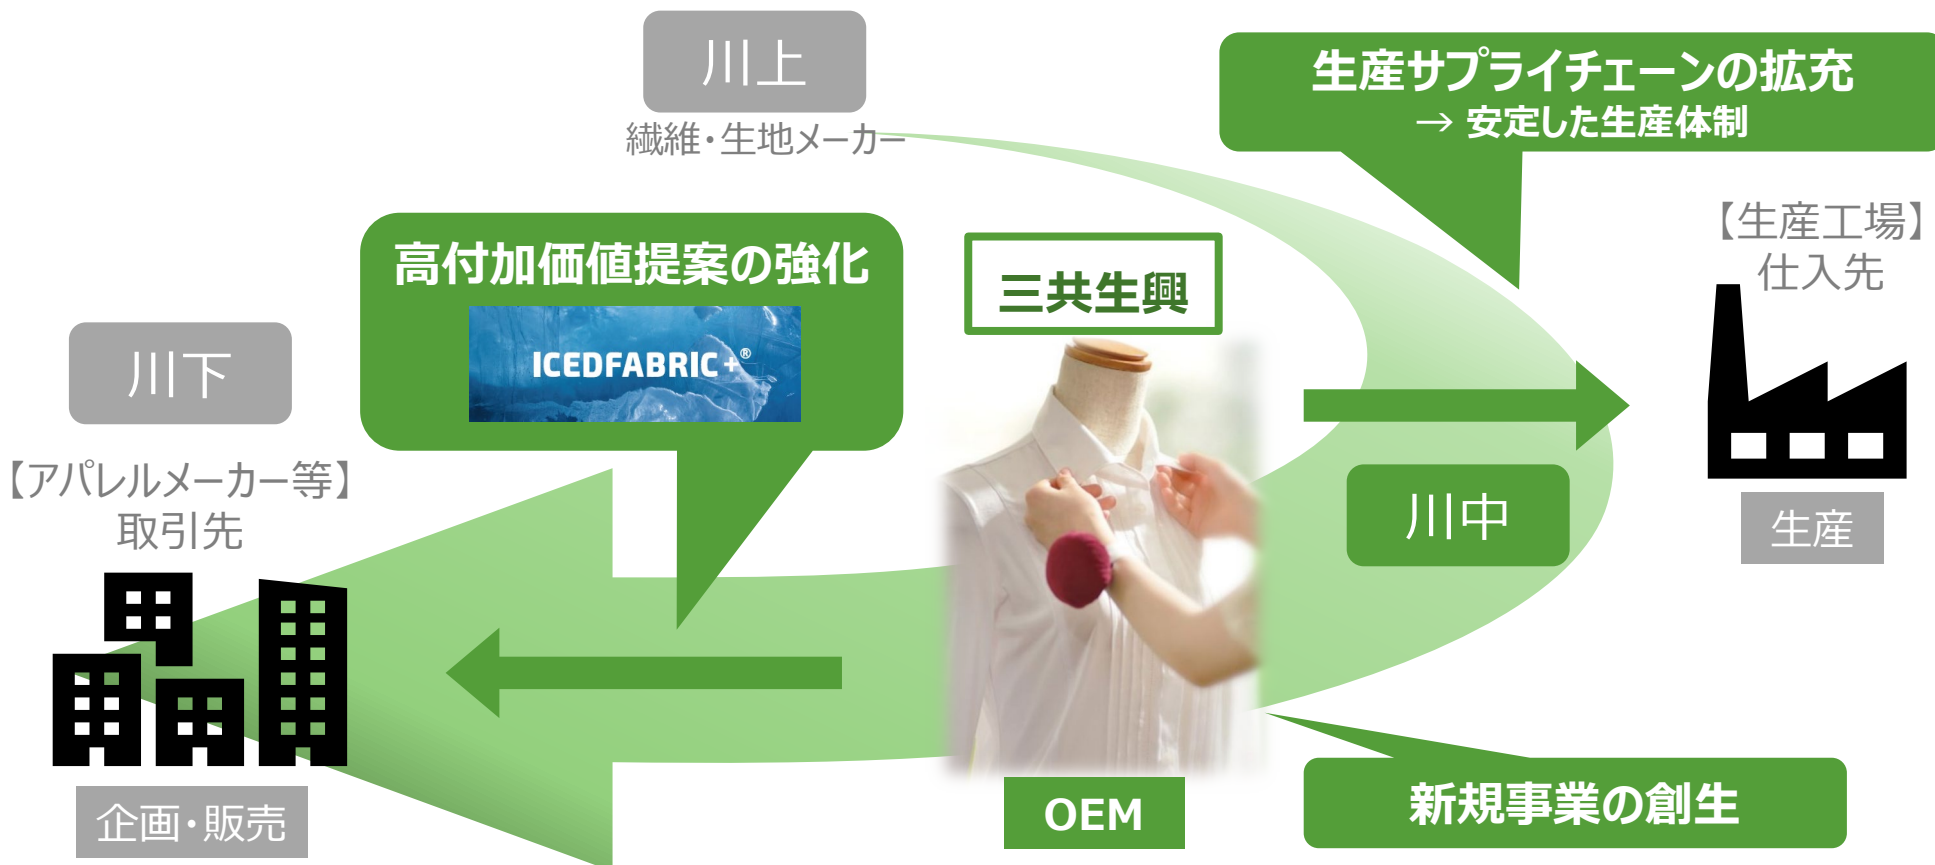 川上
繊維・生地メーカー
生産サプライチェーンの拡充
→ 安定した生産体制
【生産工場】
仕入先
高付加価値提案の強化
ICEDFABRIC+®
三共生興
川下
【アパレルメーカー等】
取引先
川中
生産
企画・販売
OEM
新規事業の創生